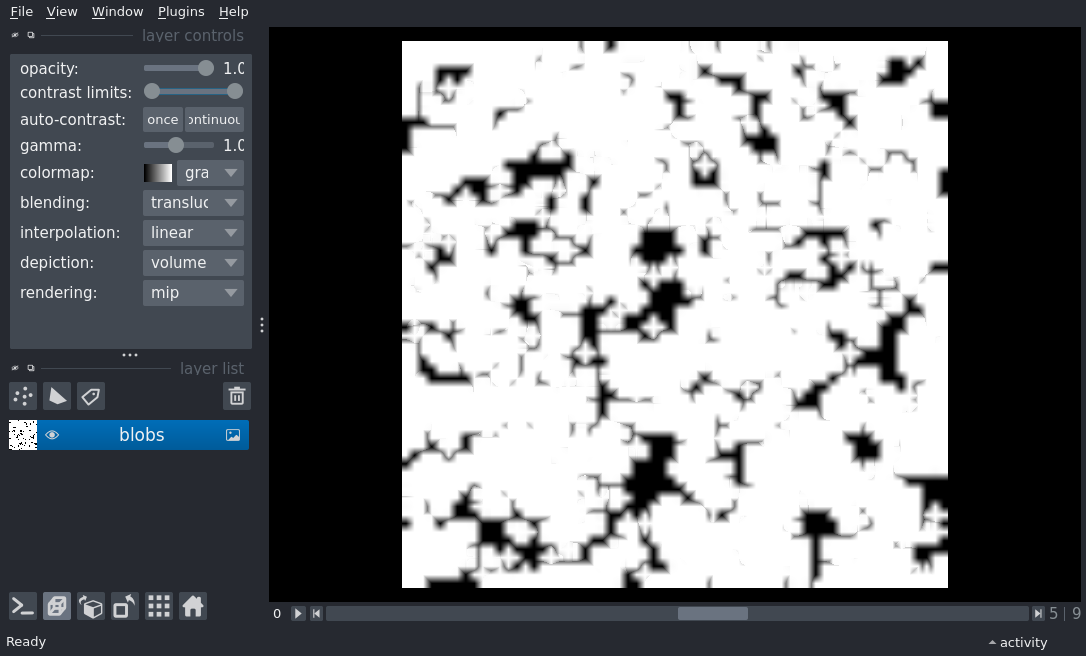 File View Window Plugins Help
layer controls
opacity: 1.0
contrast limits:
auto-contrast: once ontinuou
gamma: 1.0
colormap: gra
blending: transluc
interpolation: linear
depiction: volume
rendering: mip
layer list
blobs
0 5 | 9
Ready activity